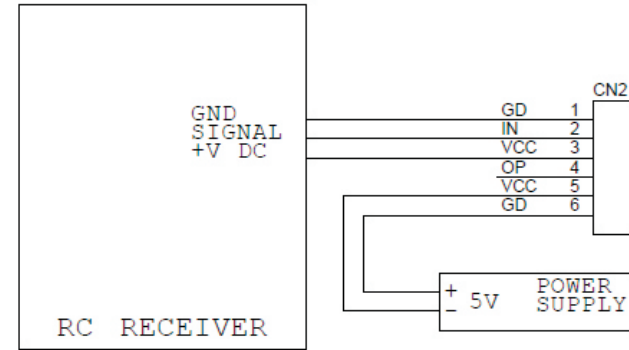 CN2
GND
SIGNAL
+V DC
GD 1
IN 2
VCC 3
OP 4
VCC 5
GD 6
+
-
5V
POWER
SUPPLY
RC RECEIVER